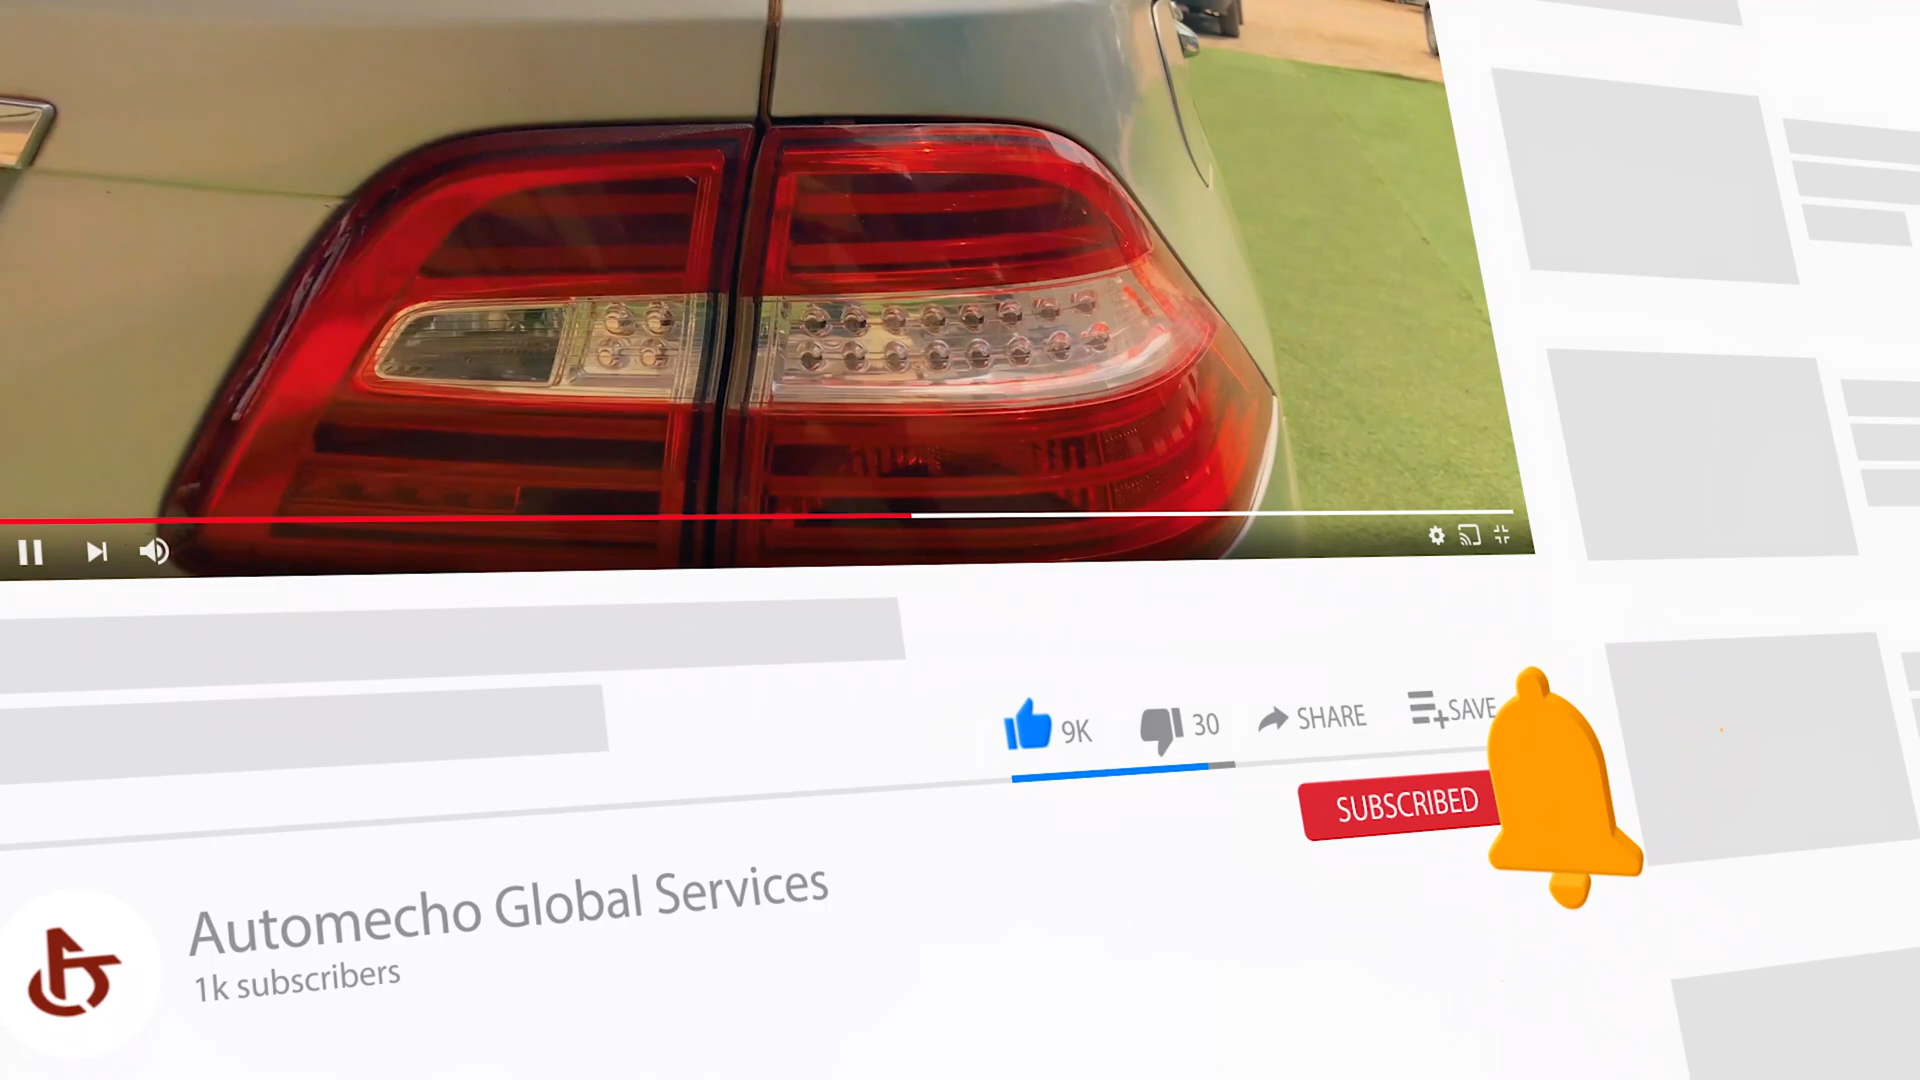 9K
30
SHARE
SAVE
SUBSCRIBED
Automecho Global Services
1k subscribers